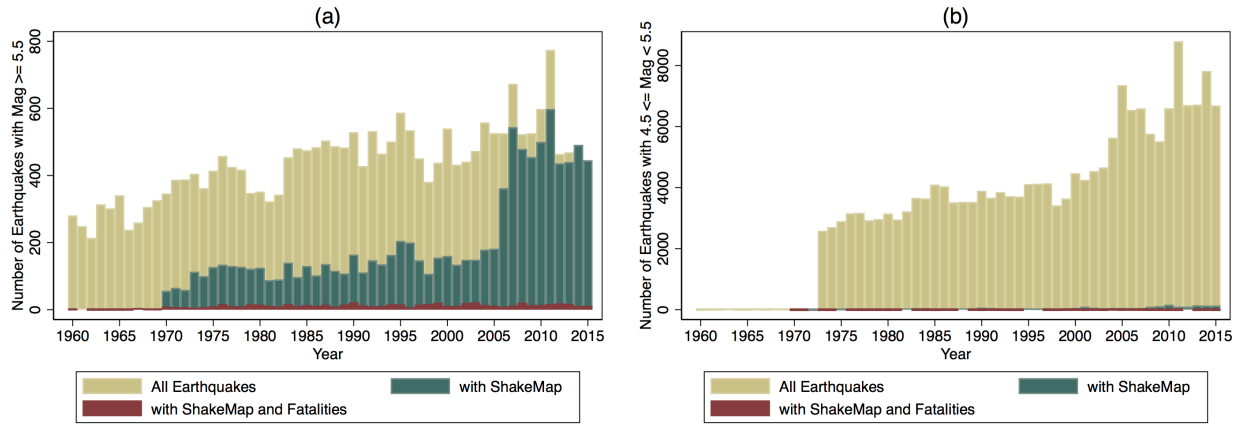 (a)
Number of Earthquakes with Mag >= 5.5
800
600
400
200
0
1960 1965 1970 1975 1980 1985 1990 1995 2000 2005 2010 2015
Year
All Earthquakes
with ShakeMap
with ShakeMap and Fatalities
(b)
Number of Earthquakes with 4.5 <= Mag < 5.5
8000
6000
4000
2000
0
1960 1965 1970 1975 1980 1985 1990 1995 2000 2005 2010 2015
Year
All Earthquakes
with ShakeMap
with ShakeMap and Fatalities